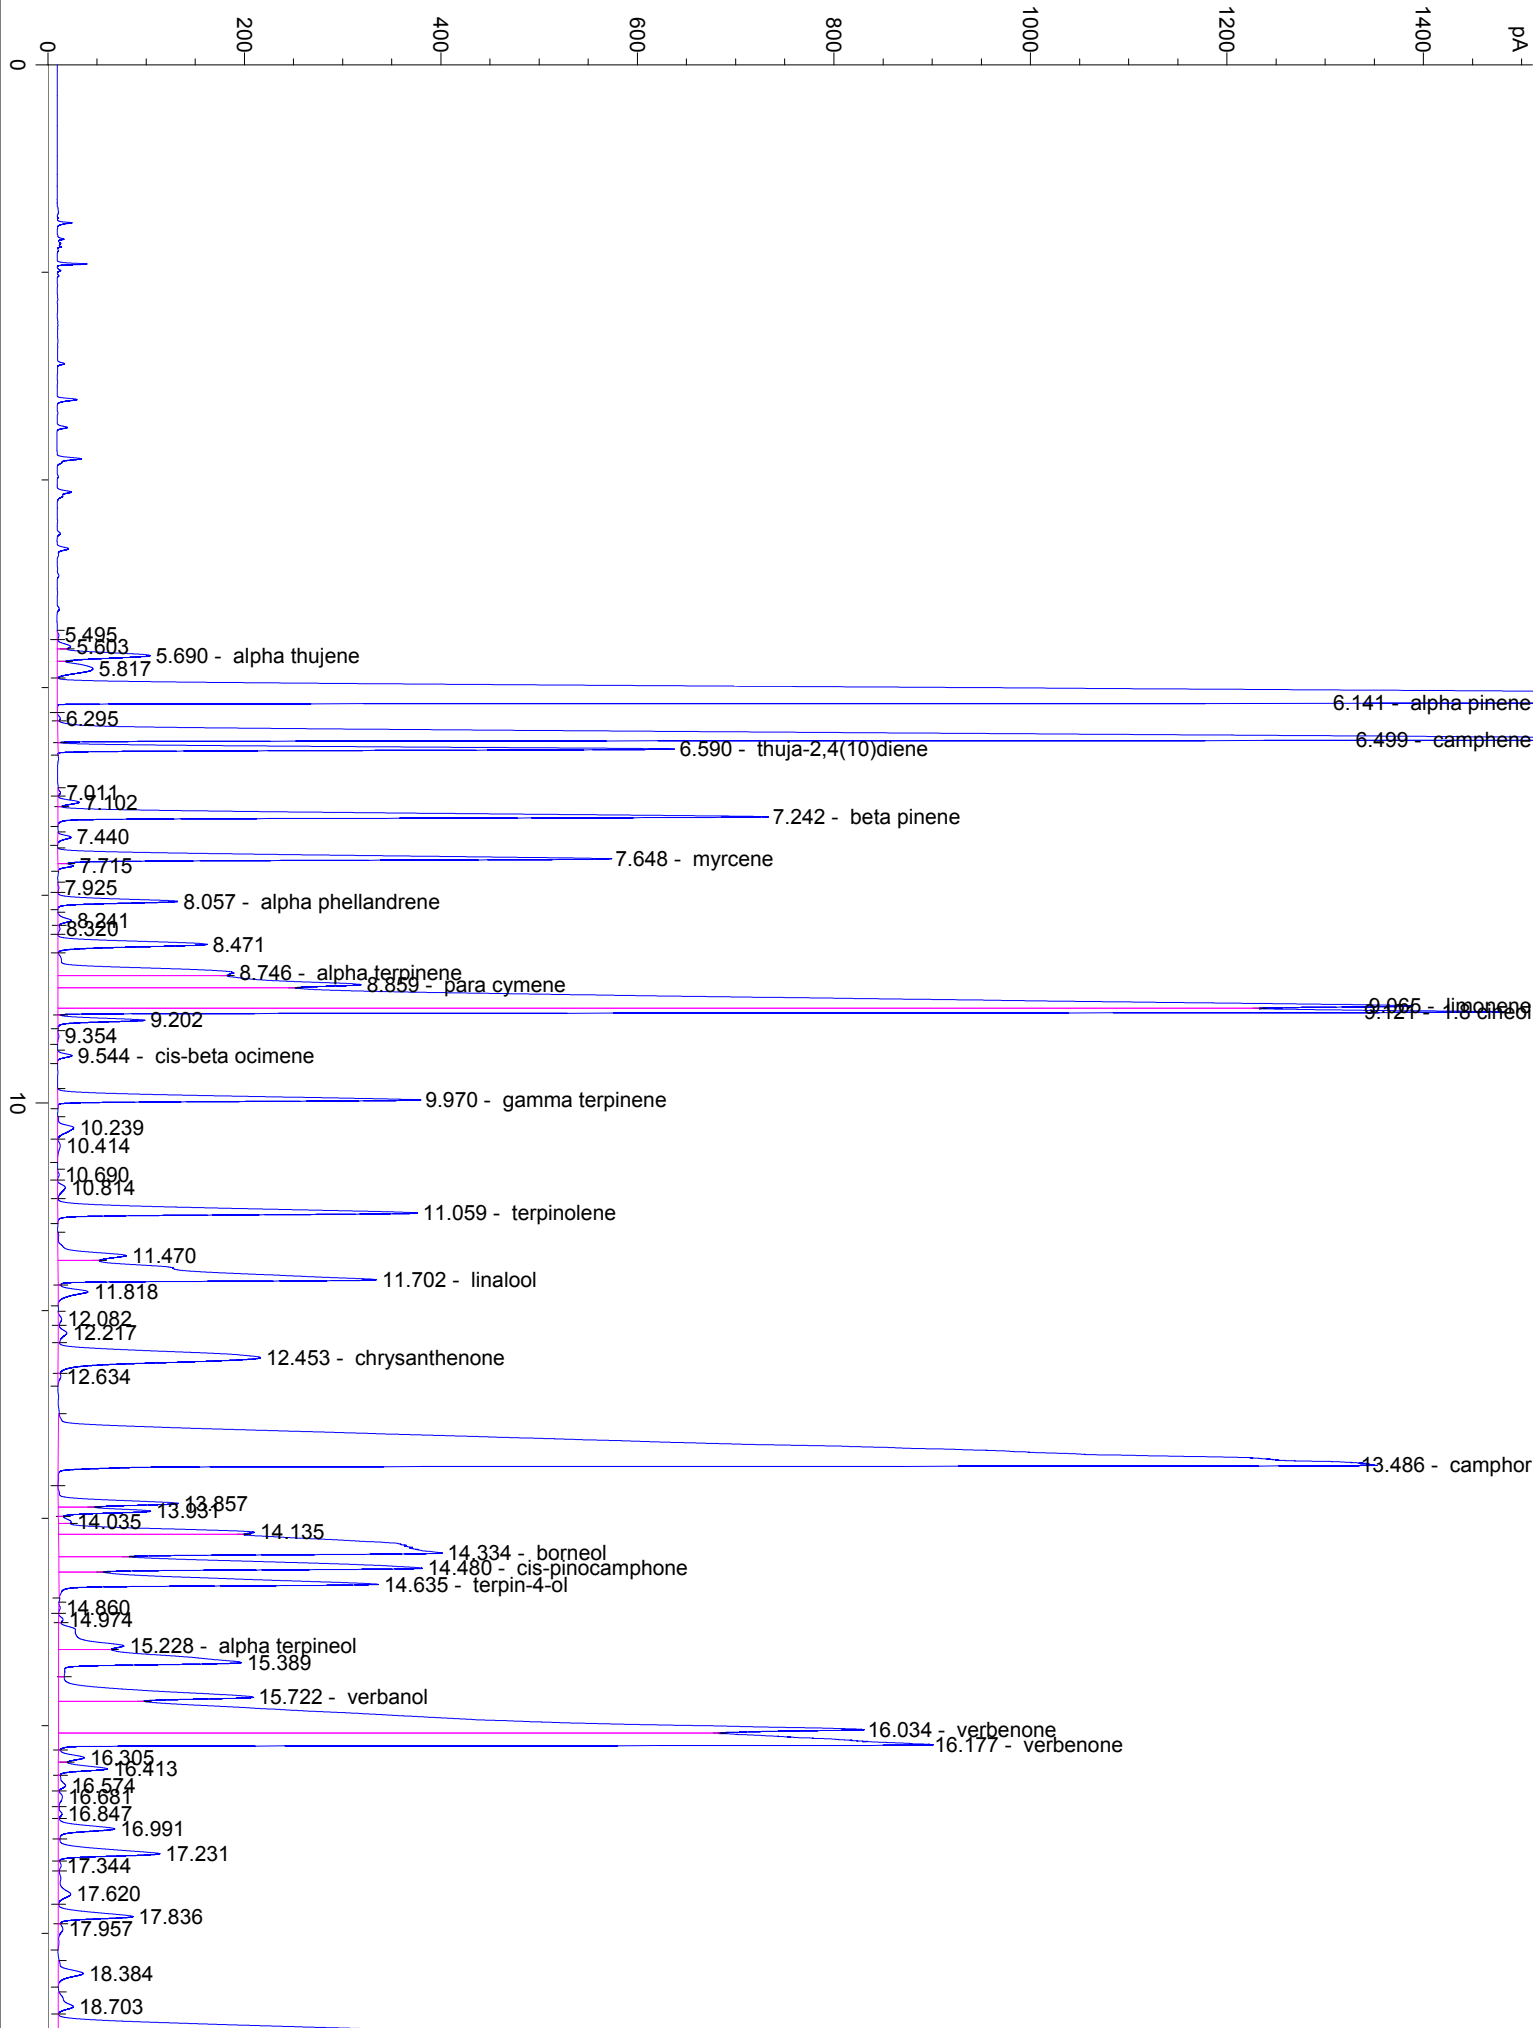 pA
0
200
400
600
800
1000
1200
1400
0
10
5.495
5.603
5.690 - alpha thujene
5.817
6.141 - alpha pinene
6.295
6.499 - camphene
6.590 - thuja-2,4(10)diene
7.011
7.102
7.242 - beta pinene
7.440
7.648 - myrcene
7.715
7.925
8.057 - alpha phellandrene
8.241
8.320
8.471
8.746 - alpha terpinene
8.859 - para cymene
9.065 - limonene
9.121 - 1.8 cineol
9.202
9.354
9.544 - cis-beta ocimene
9.970 - gamma terpinene
10.239
10.414
10.690
10.814
11.059 - terpinolene
11.470
11.702 - linalool
11.818
12.082
12.217
12.453 - chrysanthenone
12.634
13.486 - camphor
13.857
13.931
14.035
14.135
14.334 - borneol
14.480 - cis-pinocamphone
14.635 - terpin-4-ol
14.860
14.974
15.228 - alpha terpineol
15.389
15.722 - verbanol
16.034 - verbenone
16.177 - verbenone
16.305
16.413
16.574
16.681
16.847
16.991
17.231
17.344
17.620
17.836
17.957
18.384
18.703